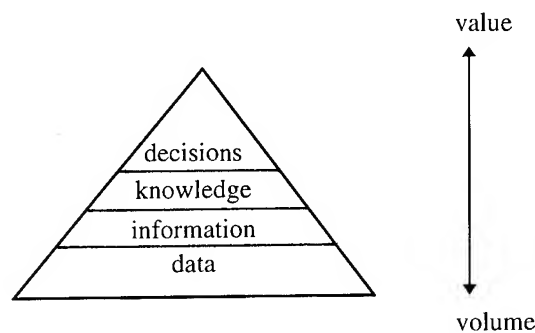 value
decisions
knowledge
information
data
volume